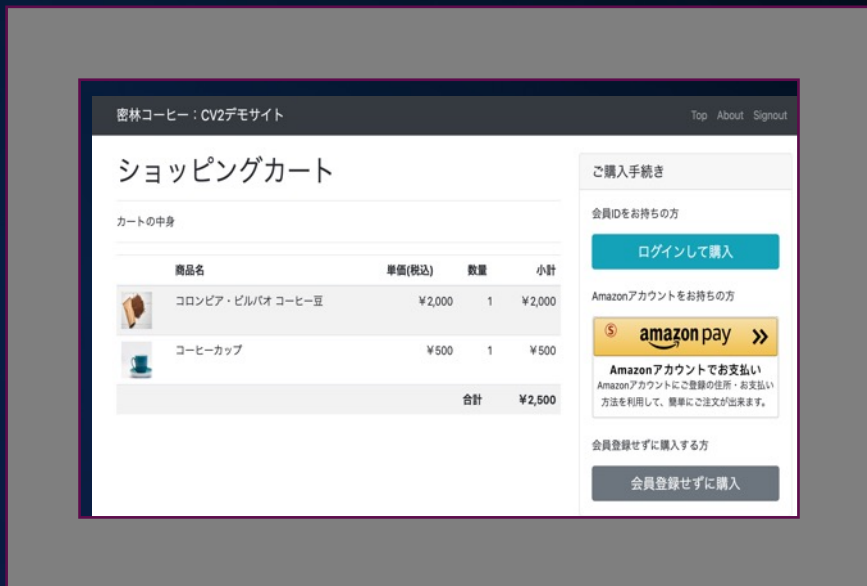 密林コーヒー：CV2デモサイト
Top About Signout
ショッピングカート
カートの中身
商品名 単価(税込) 数量 小計
コロンビア・ビルバオ コーヒー豆 ¥2,000 1 ¥2,000
コーヒーカップ ¥500 1 ¥500
合計 ¥2,500
ご購入手続き
会員IDをお持ちの方
ログインして購入
Amazonアカウントをお持ちの方
S amazon pay
Amazonアカウントでお支払い
Amazonアカウントにご登録の住所・お支払い
方法を利用して、簡単にご注文が出来ます。
会員登録せずに購入する方
会員登録せずに購入